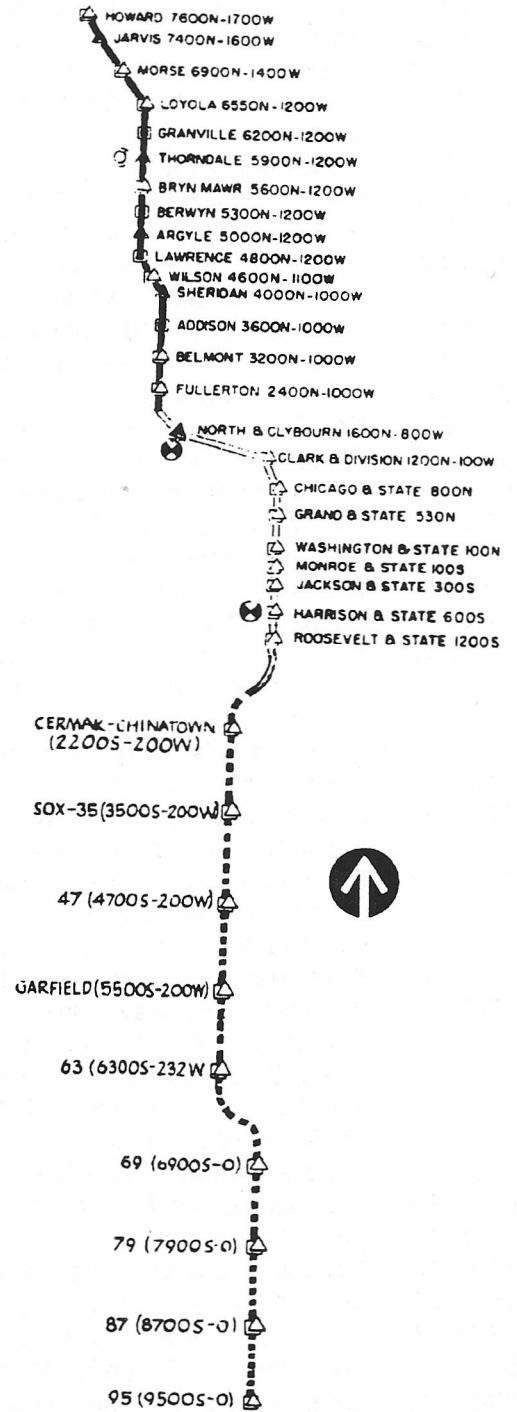 HOWARD 7600N-1700W
JARVIS 7400N-1600W
MORSE 6900N-1400W
LOYOLA 6550N-1200W
GRANVILLE 6200N-1200W
THORNDALE 5900N-1200W
BRYN MAWR 5600N-1200W
BERWYN 5300N-1200W
ARGYLE 5000N-1200W
LAWRENCE 4800N-1200W
WILSON 4600N-1100W
SHERIDAN 4000N-1000W
ADDISON 3600N-1000W
BELMONT 3200N-1000W
FULLERTON 2400N-1000W
NORTH & CLYBOURN 1600N-800W
CLARK & DIVISION 1200N-100W
CHICAGO & STATE 800N
GRAND & STATE 530N
WASHINGTON & STATE 100N
MONROE & STATE 100S
JACKSON & STATE 300S
HARRISON & STATE 600S
ROOSEVELT & STATE 1200S
CERMAK-CHINATOWN
(2200S-200W)
SOX-35(3500S-200W)
47 (4700S-200W)
GARFIELD(5500S-200W)
63 (6300S-232W
69 (6900S-0)
79 (7900S-0)
87 (8700S-0)
95 (9500S-0)